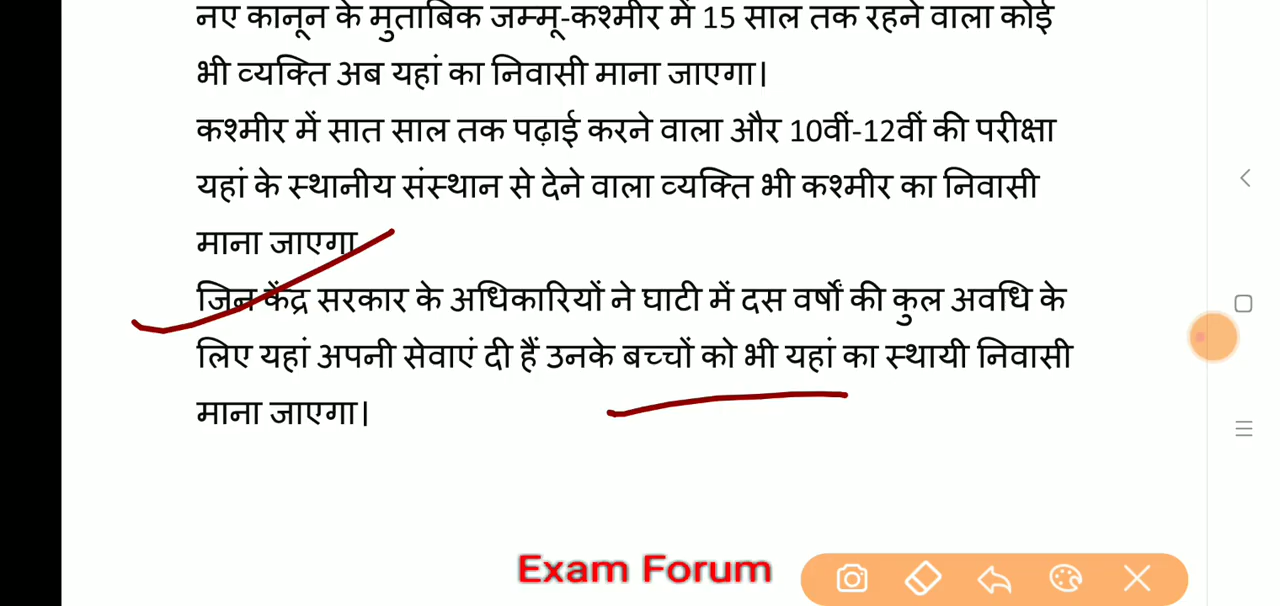 नए कानून के मुताबिक जम्मू-कश्मीर में 15 साल तक रहने वाला कोई
भी व्यक्ति अब यहां का निवासी माना जाएगा।
कश्मीर में सात साल तक पढ़ाई करने वाला और 10वीं-12वीं की परीक्षा
यहां के स्थानीय संस्थान से देने वाला व्यक्ति भी कश्मीर का निवासी
माना जाएगा
जिन केंद्र सरकार के अधिकारियों ने घाटी में दस वर्षों की कुल अवधि के
लिए यहां अपनी सेवाएं दी हैं उनके बच्चों को भी यहां का स्थायी निवासी
माना जाएगा।
Exam Forum